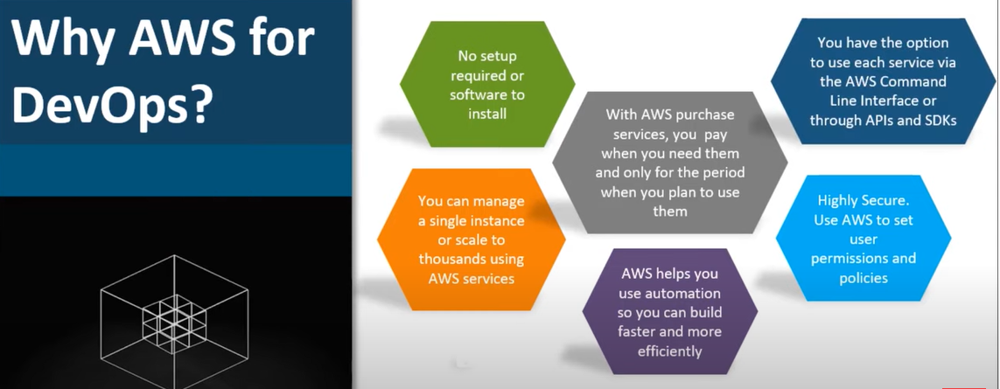 Why AWS for
DevOps?
No setup
required or
software to
install
With AWS purchase
services, you pay
when you need them
and only for the period
when you plan to use
them
You have the option
to use each service via
the AWS Command
Line Interface or
through APIs and SDKs
You can manage
a single instance
or scale to
thousands using
AWS services
AWS helps you
use automation
so you can build
faster and more
efficiently
Highly Secure.
Use AWS to set
user
permissions and
policies